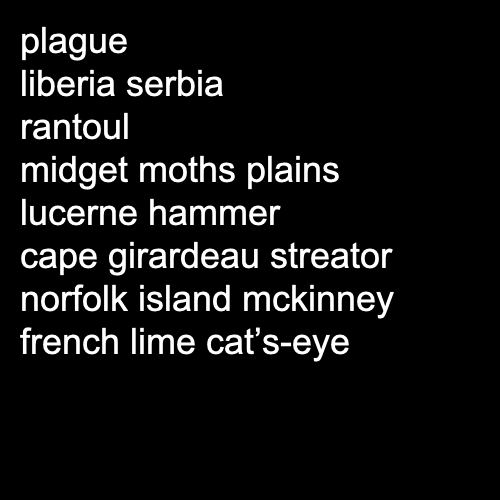 plague
liberia serbia
rantoul
midget moths plains
lucerne hammer
cape girardeau streator
norfolk island mckinney
french lime cat’s-eye